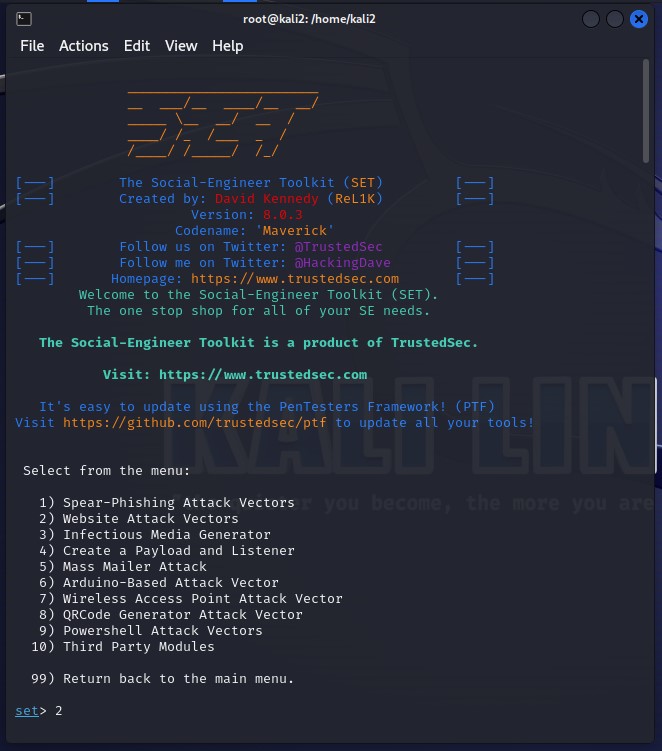 root@kali2: /home/kali2
File Actions Edit View Help
[---] The Social-Engineer Toolkit (SET) [---]
[---] Created by: David Kennedy (ReL1K) [---]
Version: 8.0.3
Codename: 'Maverick'
[---] Follow us on Twitter: @TrustedSec [---]
[---] Follow me on Twitter: @HackingDave [---]
[---] Homepage: https://www.trustedsec.com [---]
Welcome to the Social-Engineer Toolkit (SET).
The one stop shop for all of your SE needs.
The Social-Engineer Toolkit is a product of TrustedSec.
Visit: https://www.trustedsec.com
It's easy to update using the PenTesters Framework! (PTF)
Visit https://github.com/trustedsec/ptf to update all your tools!
KALI LIN
Select from the menu:
1) Spear-Phishing Attack Vectors
you become, the more you are
2) Website Attack Vectors
3) Infectious Media Generator
4) Create a Payload and Listener
5) Mass Mailer Attack
6) Arduino-Based Attack Vector
7) Wireless Access Point Attack Vector
8) QRCode Generator Attack Vector
9) Powershell Attack Vectors
10) Third Party Modules
99) Return back to the main menu.
set> 2